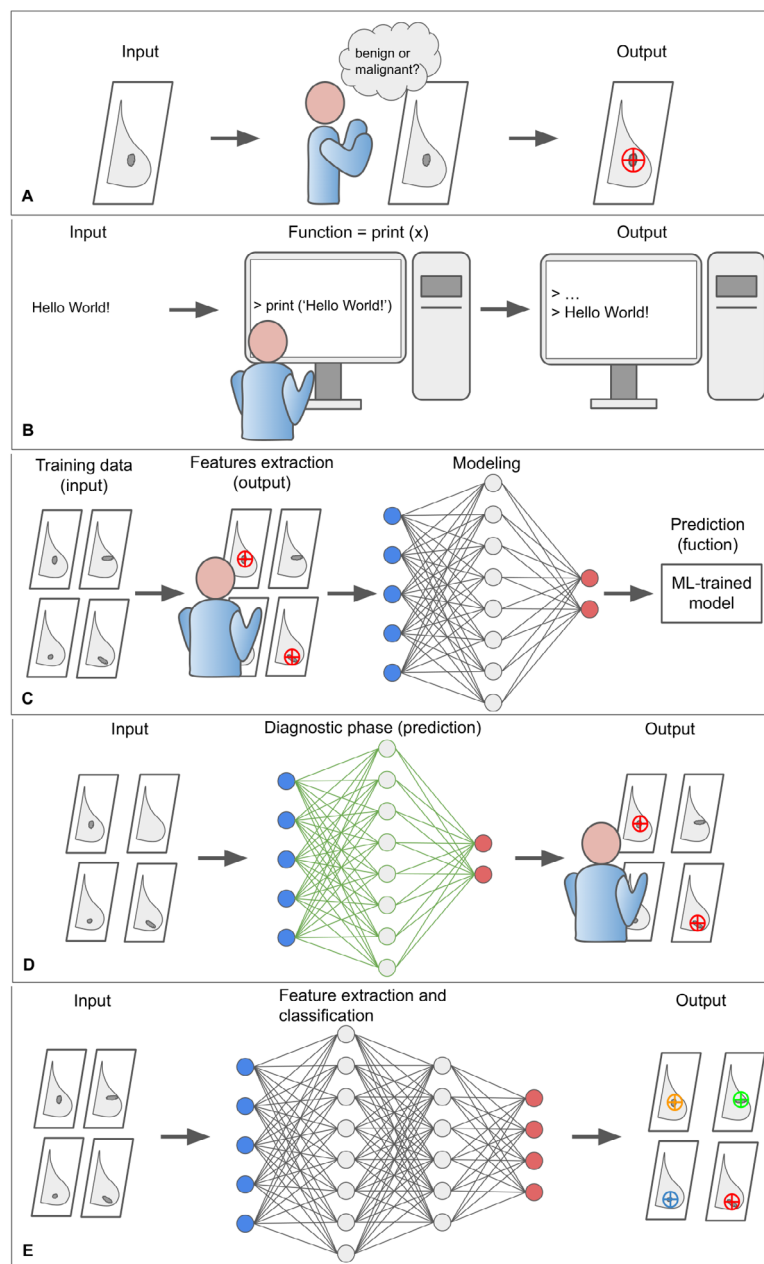 Input
benign or
malignant?
Output
A
Input
Function = print (x)
Output
Hello World!
> print (‘Hello World!’)
> ...
> Hello World!
B
Training data
(input)
Features extraction
(output)
Modeling
Prediction
(fuction)
ML-trained
model
C
Input
Diagnostic phase (prediction)
Output
D
Input
Feature extraction and
classification
Output
E